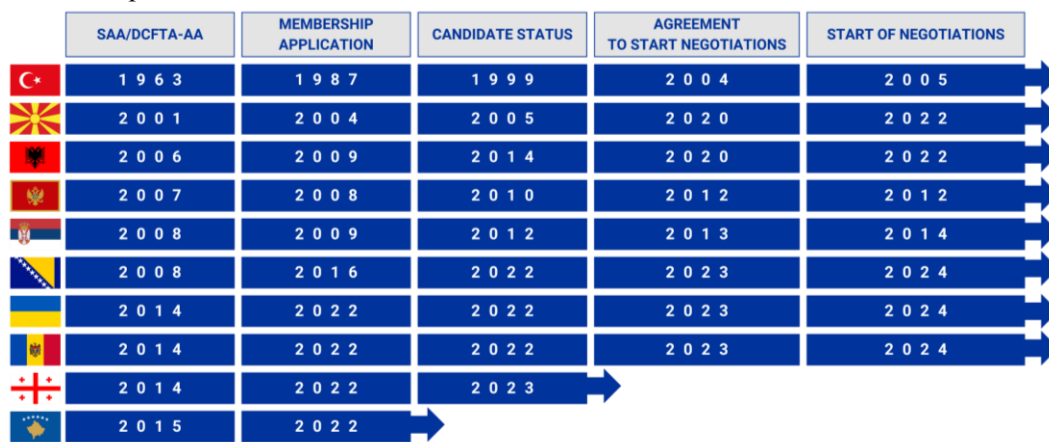 SAA/DCFTA-AA MEMBERSHIP APPLICATION CANDIDATE STATUS AGREEMENT TO START NEGOTIATIONS START OF NEGOTIATIONS
1963 1987 1999 2004 2005
2001 2004 2005 2020 2022
2006 2009 2014 2020 2022
2007 2008 2010 2012 2012
2008 2009 2012 2013 2014
2008 2016 2022 2023 2024
2014 2022 2022 2023 2024
2014 2022 2022 2023 2024
2014 2022 2023
2015 2022